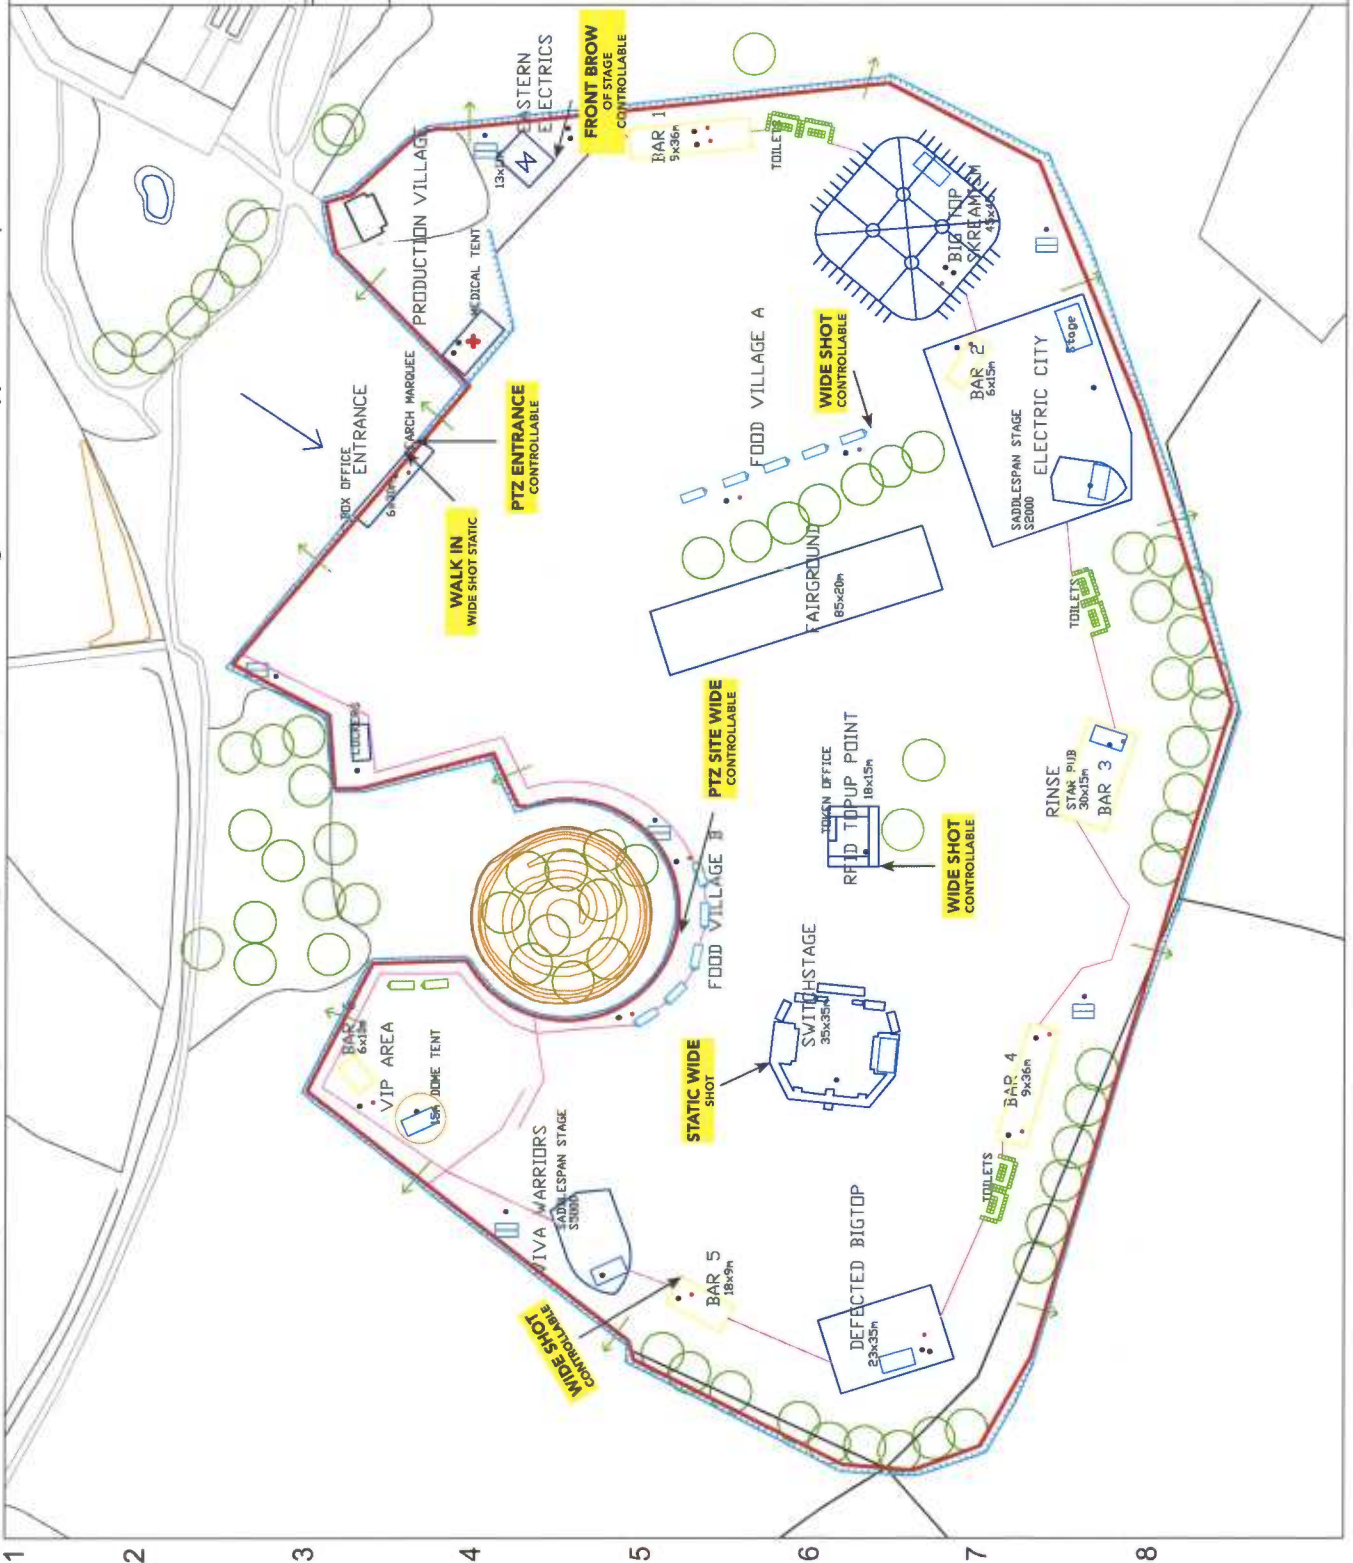 EASTERN
ELECTRICS
FRONT BROW
OF STAGE
CONTROLLABLE
BAR 1
9x36m
TOILETS
PRODUCTION VILLAGE
MEDICAL TENT
BIG TOP
SKREAMISM
45x45
FOOD VILLAGE A
WIDE SHOT
CONTROLLABLE
BAR 2
6x15m
Stage
ELECTRIC CITY
SADDLESPAN STAGE
S2000
BOX OFFICE
ENTRANCE
MARQUEE
PTZ ENTRANCE
CONTROLLABLE
WALK IN
WIDE SHOT STATIC
FAIRGROUND
85x20m
TOILETS
LOCKERS
PTZ SITE WIDE
CONTROLLABLE
TOKEN OFFICE
RFID TOPUP POINT
18x15m
RINSE
STAR PUB
30x15m
BAR 3
FOOD VILLAGE B
WIDE SHOT
CONTROLLABLE
SWITCHSTAGE
35x35m
STATIC WIDE
SHOT
BAR
VIP AREA
DOME TENT
BAR 4
9x36m
TOILETS
VIVA WARRIORS
SADDLESPAN STAGE
S5000
BAR 5
18x9m
WIDE SHOT
CONTROLLABLE
DEFECTED BIGTOP
23x35m
1
2
3
4
5
6
7
8